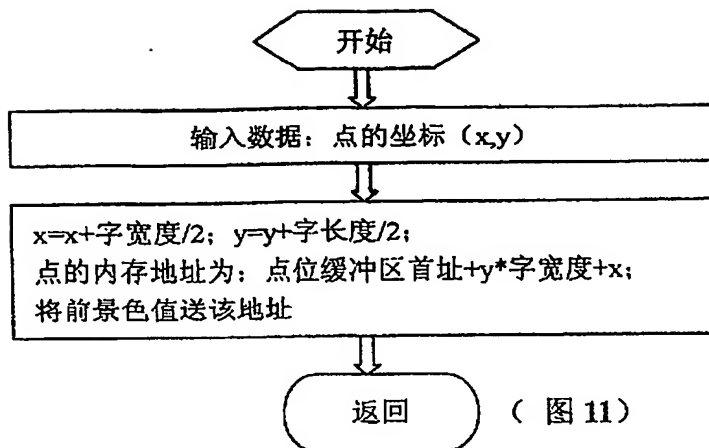 开始
输入数据：点的坐标（x,y）
x=x+字宽度/2；y=y+字长度/2；
点的内存地址为：点位缓冲区首址+y*字宽度+x；
将前景色值送该地址
返回 （ 图 11）